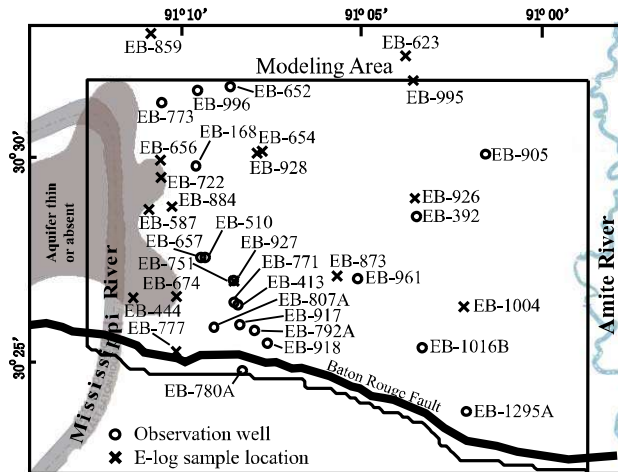 91°10'
91°05'
91°00'
EB-859
EB-623
Modeling Area
EB-652
EB-996
EB-995
EB-773
EB-168
EB-654
EB-656
30°30'
EB-928
EB-905
EB-722
EB-884
EB-926
EB-392
EB-587
EB-510
EB-657
EB-927
EB-751
EB-771
EB-873
EB-961
EB-674
EB-413
EB-807A
EB-444
EB-917
EB-1004
EB-777
EB-792A
EB-918
EB-1016B
30°25'
EB-780A
EB-1295A
Aquifer thin
or absent
Mississippi River
Amite River
Baton Rouge Fault
Observation well
E-log sample location